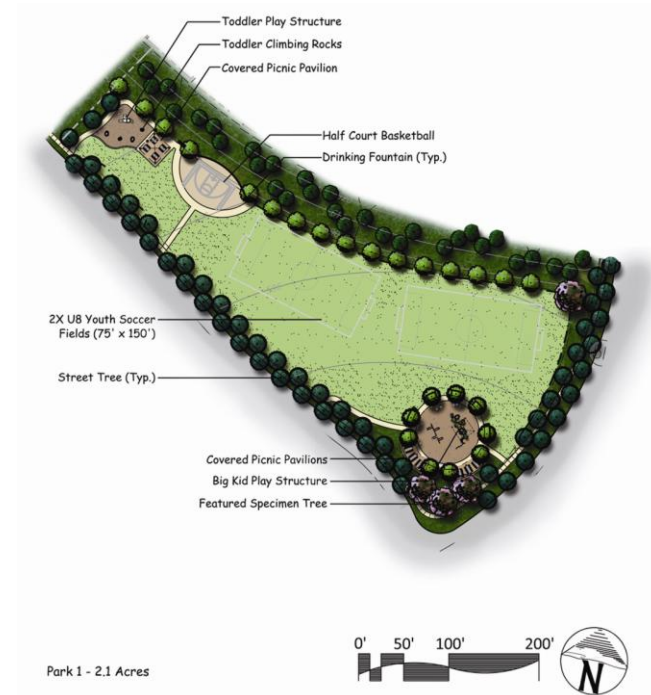 Toddler Play Structure
Toddler Climbing Rocks
Covered Picnic Pavilion
Half Court Basketball
Drinking Fountain (Typ.)
2X U8 Youth Soccer
Fields (75' x 150')
Street Tree (Typ.)
Covered Picnic Pavilions
Big Kid Play Structure
Featured Specimen Tree
0' 50' 100' 200'
Park 1 - 2.1 Acres
N